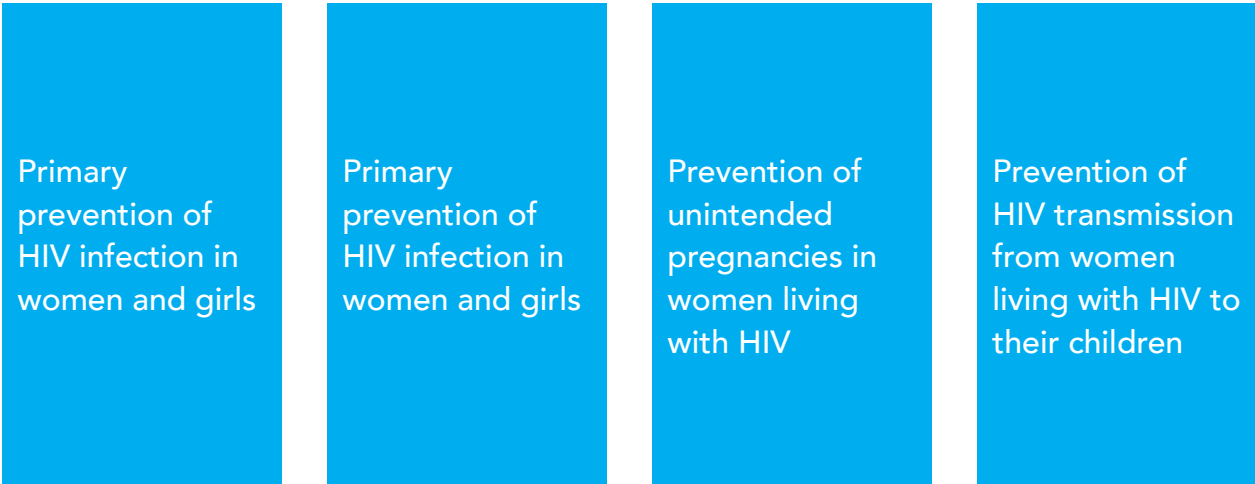 Primary
prevention of
HIV infection in
women and girls
Primary
prevention of
HIV infection in
women and girls
Prevention of
unintended
pregnancies in
women living
with HIV
Prevention of
HIV transmission
from women
living with HIV to
their children